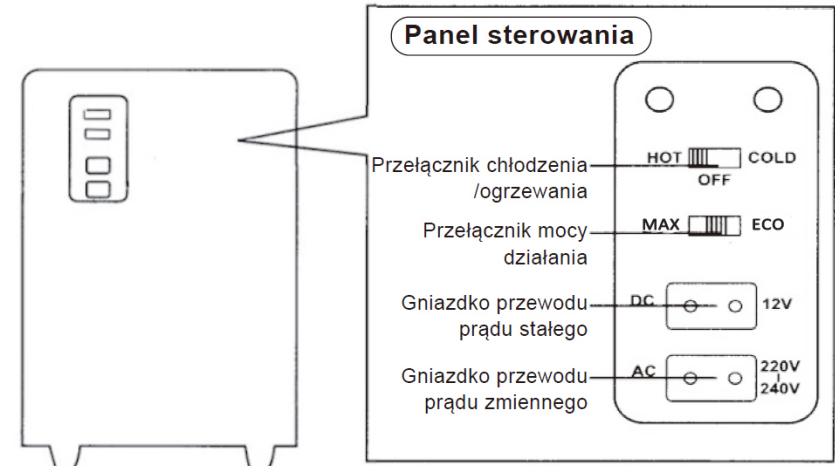 Panel sterowania
Przełącznik chłodzenia
/ogrzewania
HOT COLD
OFF
Przełącznik mocy
działania
MAX ECO
Gniazdko przewodu
prądu stałego
DC 12V
Gniazdko przewodu
prądu zmiennego
AC 220V
240V